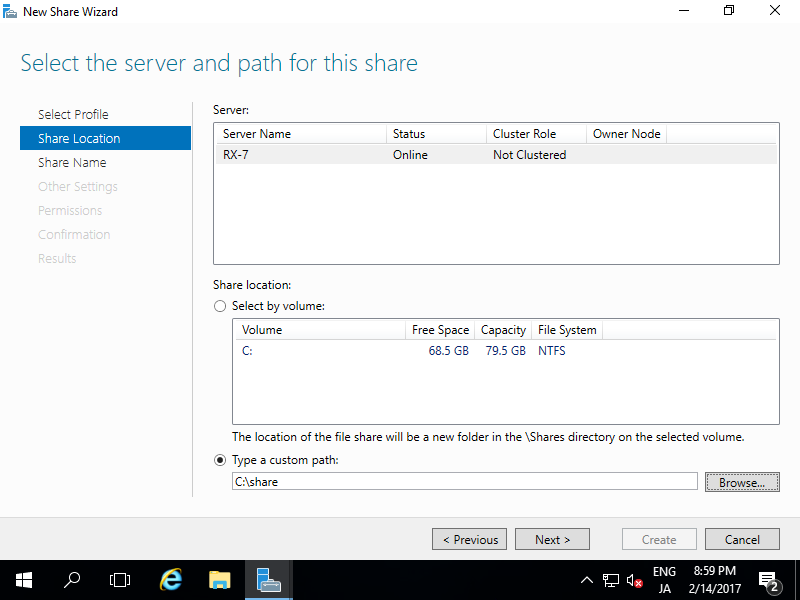 New Share Wizard
Select the server and path for this share
Select Profile
Share Location
Share Name
Other Settings
Permissions
Confirmation
Results
Server:
Server Name Status Cluster Role Owner Node
RX-7 Online Not Clustered
Share location:
Select by volume:
Volume Free Space Capacity File System
C: 68.5 GB 79.5 GB NTFS
The location of the file share will be a new folder in the \Shares directory on the selected volume.
Type a custom path:
C:\share Browse...
< Previous Next > Create Cancel
ENG 8:59 PM
JA 2/14/2017 2